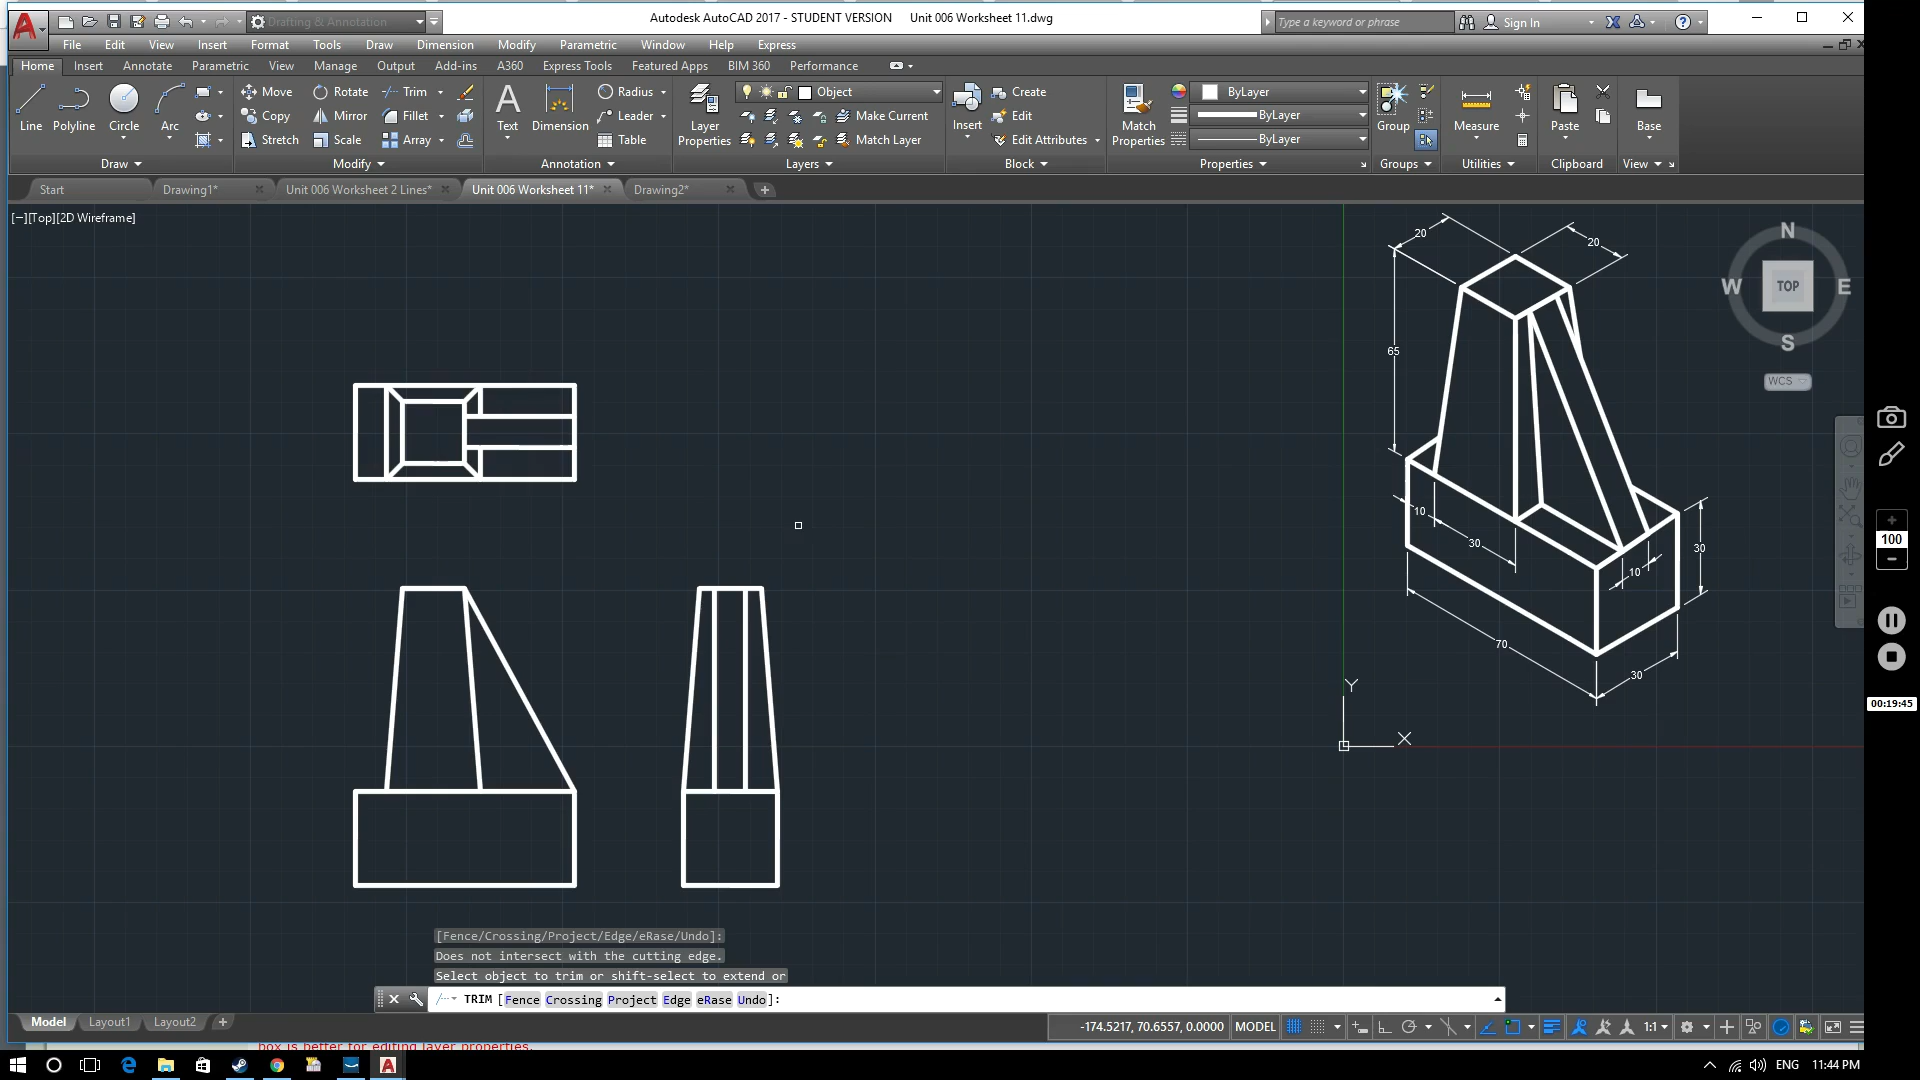 Drafting & Annotation
Autodesk AutoCAD 2017 - STUDENT VERSION Unit 006 Worksheet 11.dwg
Type a keyword or phrase
Sign In
File Edit View Insert Format Tools Draw Dimension Modify Parametric Window Help Express
Home Insert Annotate Parametric View Manage Output Add-ins A360 Express Tools Featured Apps BIM 360 Performance
Line Polyline Circle Arc
Move Rotate Trim
Copy Mirror Fillet
Stretch Scale Array
Text Dimension
Radius
Leader
Table
Layer Properties
Object
Make Current
Match Layer
Insert
Create
Edit
Edit Attributes
Match Properties
ByLayer
ByLayer
ByLayer
Group
Measure
Paste
Base
Draw Modify Annotation Layers Block Properties Groups Utilities Clipboard View
Start Drawing1* Unit 006 Worksheet 2 Lines* Unit 006 Worksheet 11* Drawing2*
[−][Top][2D Wireframe]
20
20
65
10
30
10
30
70
30
N
W TOP E
S
WCS
Y
X
100
00:19:45
[Fence/Crossing/Project/Edge/eRase/Undo]:
Does not intersect with the cutting edge.
Select object to trim or shift-select to extend or
TRIM [Fence Crossing Project Edge eRase Undo]:
Model Layout1 Layout2
-174.5217, 70.6557, 0.0000 MODEL
1:1
box is better for editing layer properties.
ENG 11:44 PM